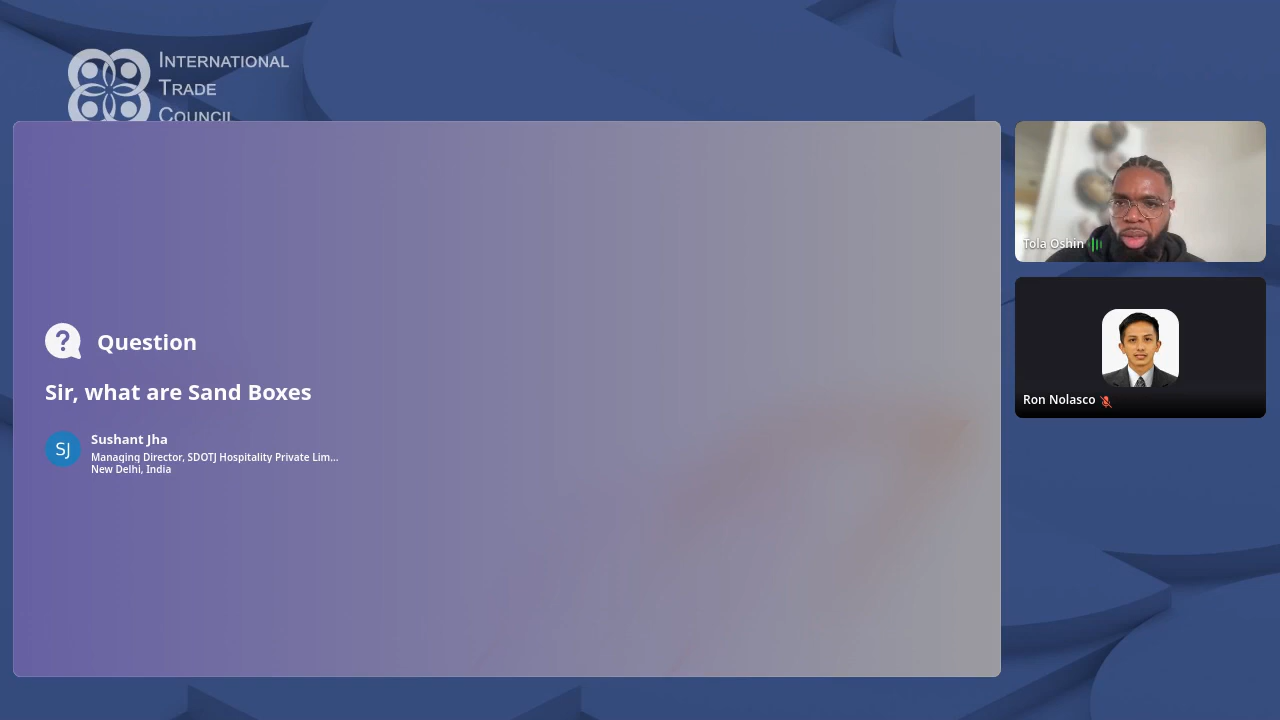 INTERNATIONAL
TRADE
COUNCIL
? Question
Sir, what are Sand Boxes
SJ
Sushant Jha
Managing Director, SDOTJ Hospitality Private Lim...
New Delhi, India
Tola Oshin
Ron Nolasco